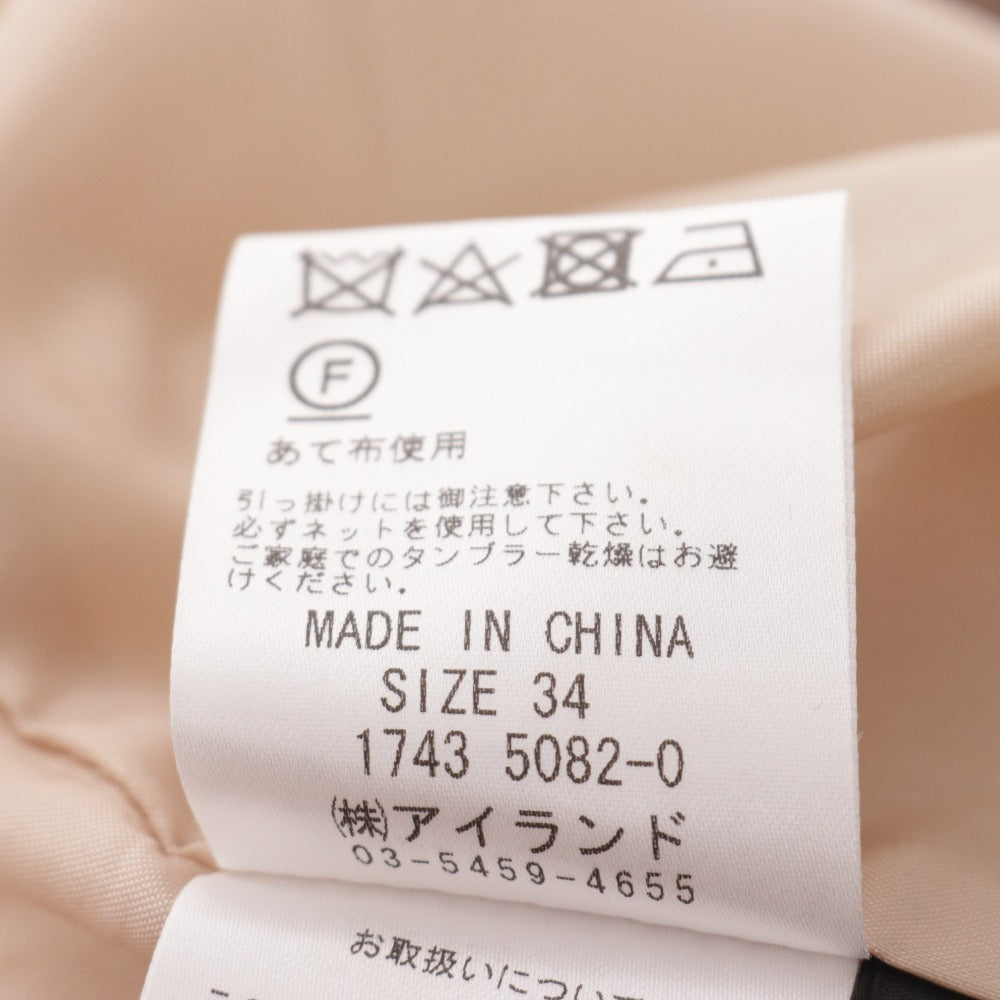 F
あて布使用
引っ掛けには御注意下さい。
必ずネットを使用して下さい。
ご家庭でのタンブラー乾燥はお避
けください。
MADE IN CHINA
SIZE 34
1743 5082-0
(株)アイランド
03-5459-4655
お取扱いについ